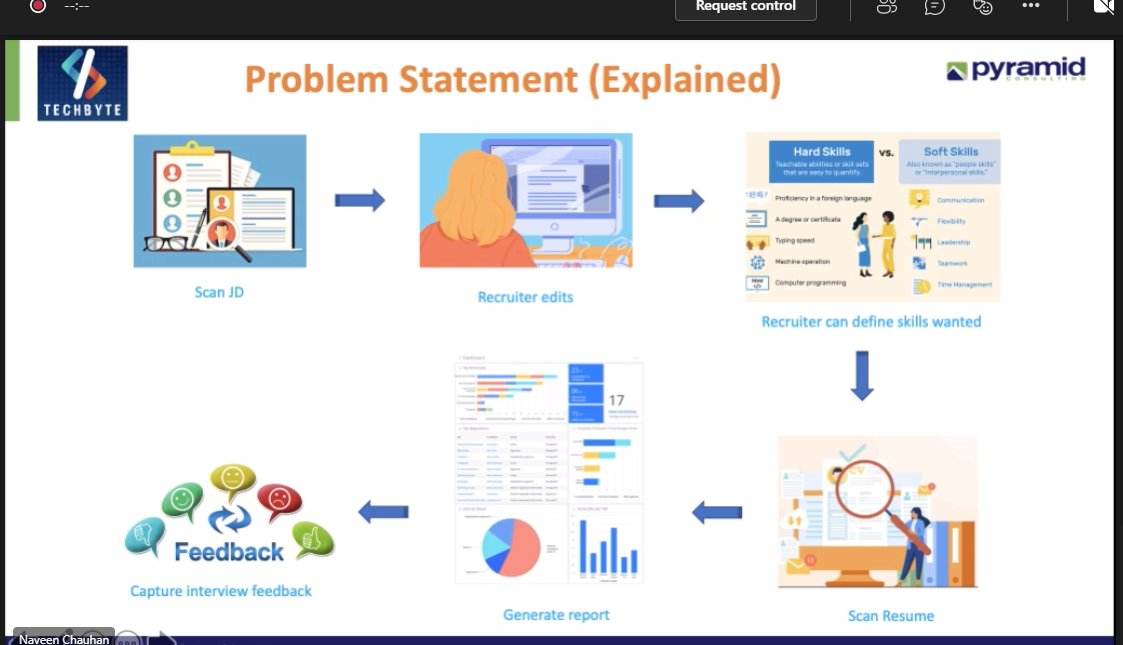 --:--
Request control
TECHBYTE
Problem Statement (Explained)
pyramid
CONSULTING
Hard Skills
Teachable abilities or skill sets
that are easy to quantify.
vs.
Soft Skills
Also known as "people skills"
or "interpersonal skills."
Proficiency in a foreign language
A degree or certificate
Typing speed
Machine operation
Computer programming
Communication
Flexibility
Leadership
Teamwork
Time Management
Scan JD
Recruiter edits
Recruiter can define skills wanted
Dashboard
17
CV
Feedback
Capture interview feedback
Generate report
Scan Resume
Naveen Chauhan